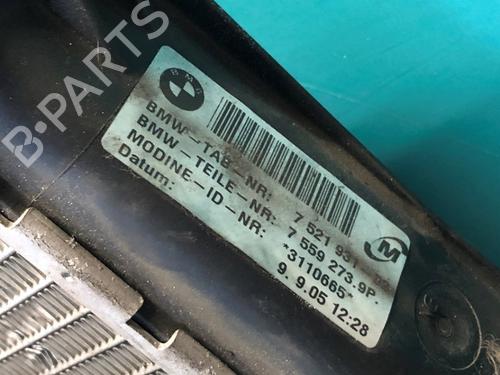 B-PARTS
BMW
BMW-TAB-NR: 7 521 931
BMW-TEILE-NR: 7 559 273.9P
MODINE-ID-NR: *3110665*
Datum: 9. 9.05 12:28
M